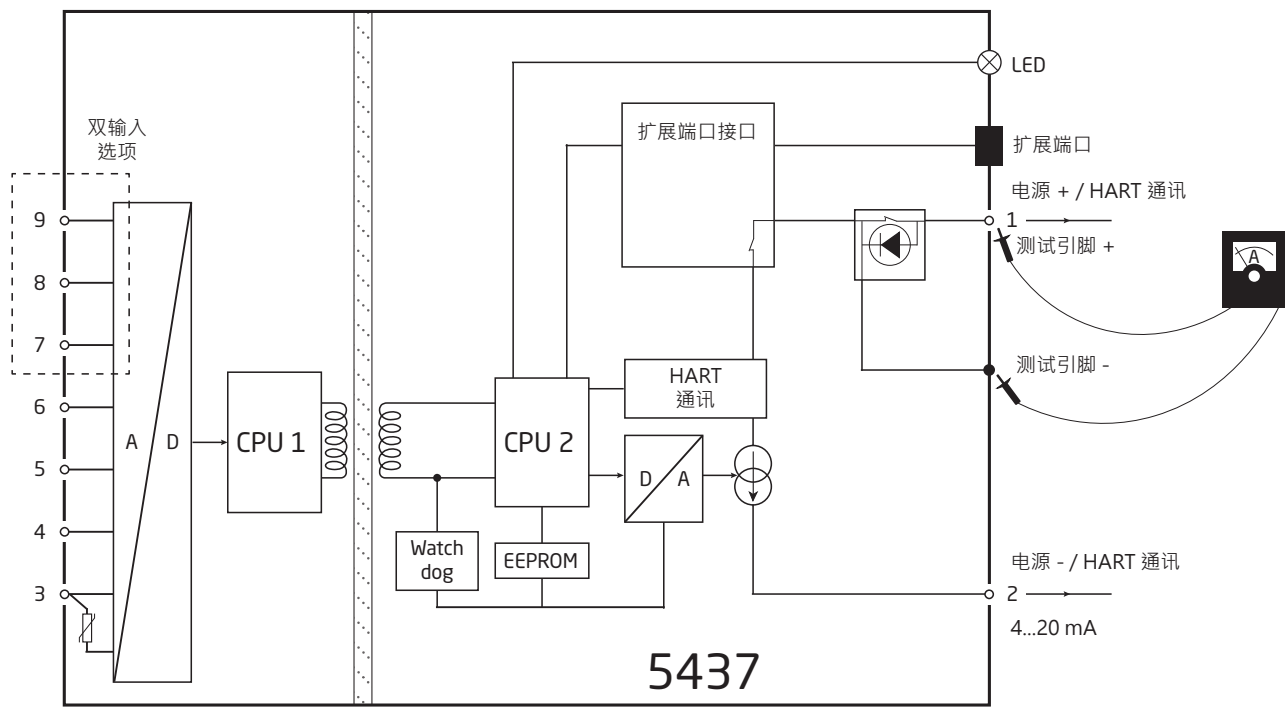 LED
双输入
选项
扩展端口接口
扩展端口
电源 + / HART 通讯
9
1
测试引脚 +
A
8
7
测试引脚 -
HART
通讯
6
A
D
CPU 1
CPU 2
5
D
A
4
Watch
dog
EEPROM
电源 - / HART 通讯
3
2
4...20 mA
5437